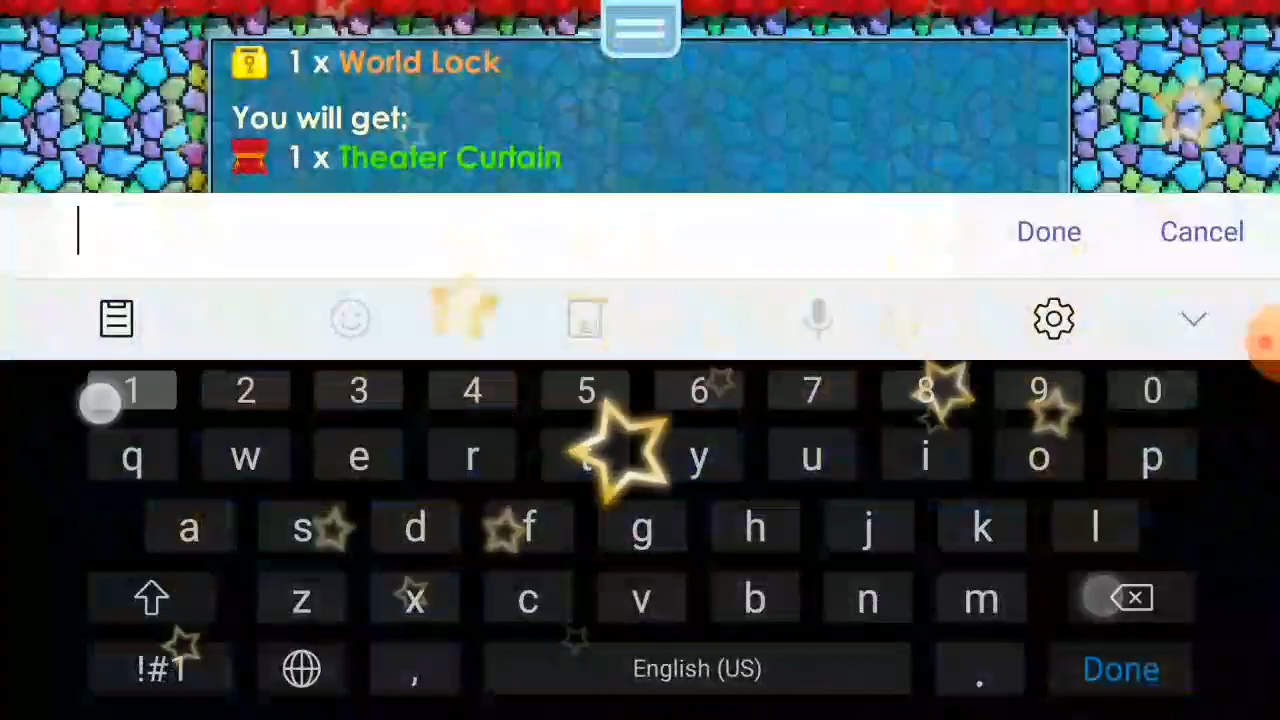 1 x World Lock
You will get:
1 x Theater Curtain
Done Cancel
1 2 3 4 5 6 7 8 9 0
q w e r t y u i o p
a s d f g h j k l
z x c v b n m
!#1 , English (US) . Done